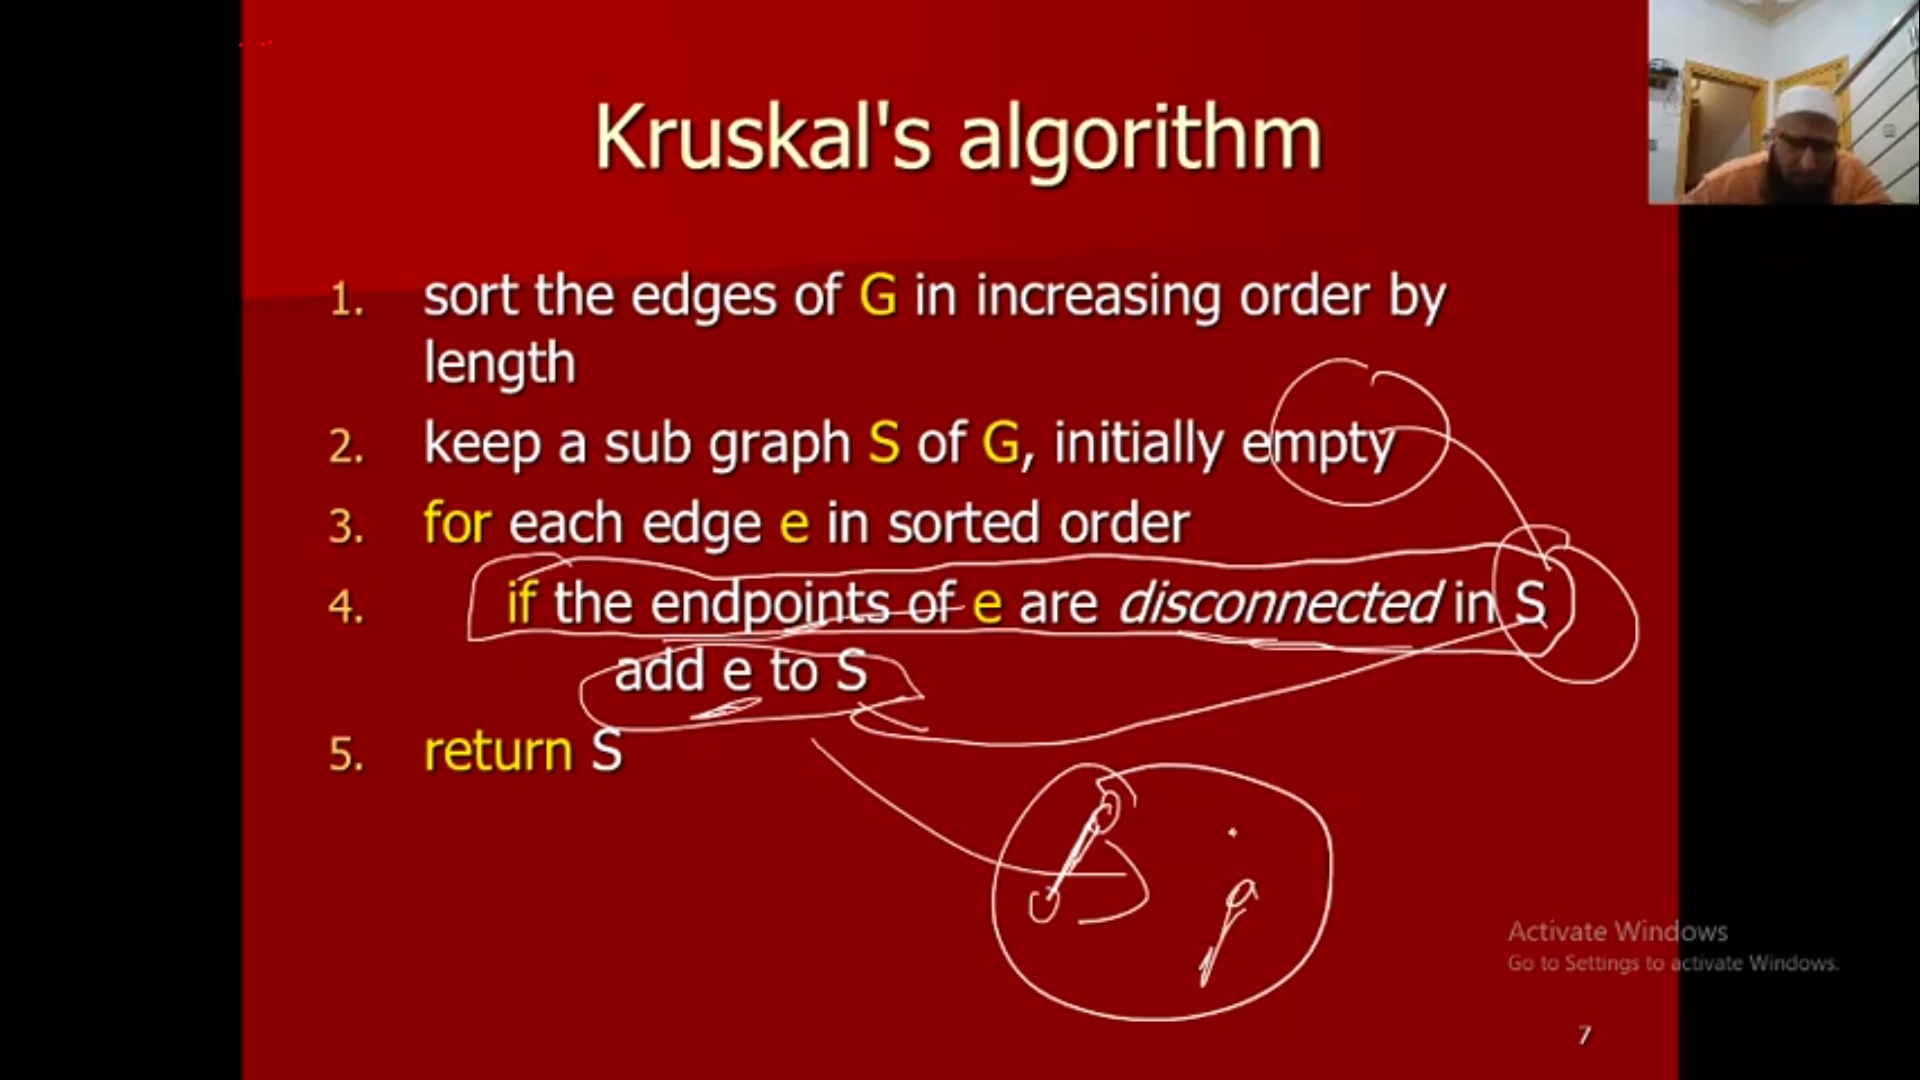 Kruskal's algorithm
1. sort the edges of G in increasing order by
length
2. keep a sub graph S of G, initially empty
3. for each edge e in sorted order
4. if the endpoints of e are disconnected in S
add e to S
5. return S
Activate Windows
Go to Settings to activate Windows.
7